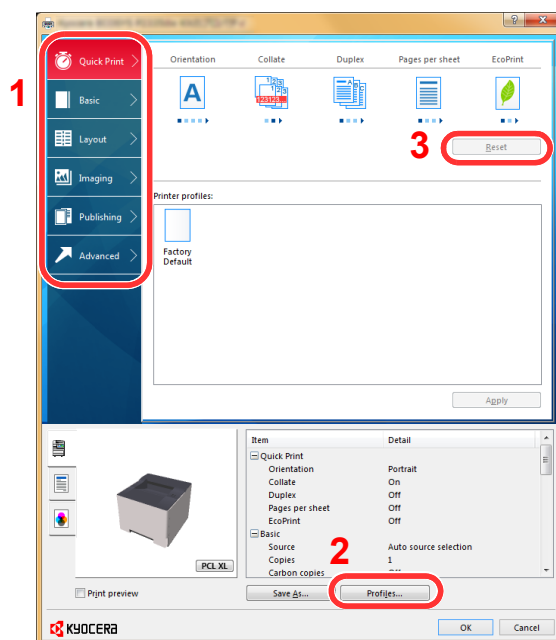 Quick Print
Basic
Layout
Imaging
Publishing
Advanced
1
Orientation Collate Duplex Pages per sheet EcoPrint
A
123
123123...
A B
3
Reset
Printer profiles:
Factory
Default
Apply
Item Detail
Quick Print
Orientation Portrait
Collate On
Duplex Off
Pages per sheet Off
EcoPrint Off
Basic
Source Auto source selection
Copies 1
Carbon copies Off
2
PCL XL
Print preview
Save As...
Profiles...
KYOCERA
OK
Cancel